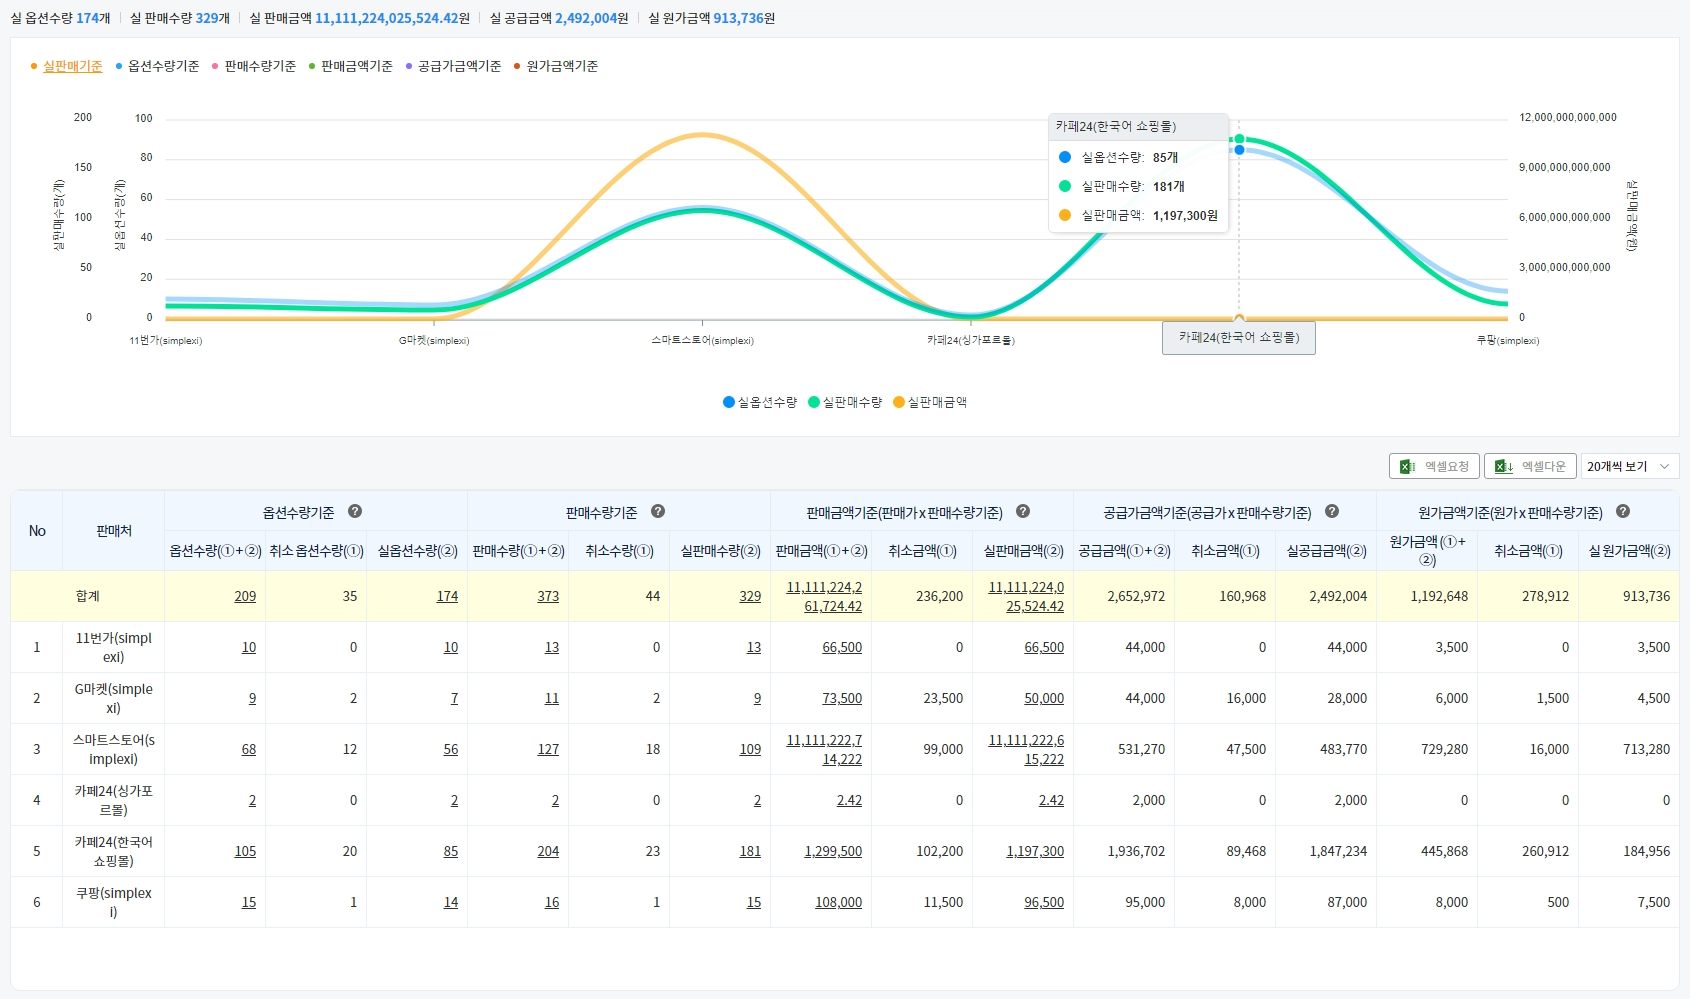 실 옵션수량 174개 실 판매수량 329개 실 판매금액 11,111,224,025,524.42원 실 공급금액 2,492,004원 실 원가금액 913,736원
실판매기준 옵션수량기준 판매수량기준 판매금액기준 공급가금액기준 원가금액기준
실판매수량(개)
200
150
100
50
0
실옵션수량(개)
100
80
60
40
20
0
카페24(한국어 쇼핑몰)
실옵션수량: 85개
실판매수량: 181개
실판매금액: 1,197,300원
12,000,000,000,000
9,000,000,000,000
6,000,000,000,000
3,000,000,000,000
0
실판매금액(원)
11번가(simplexi) G마켓(simplexi) 스마트스토어(simplexi) 카페24(싱가포르몰) 카페24(한국어 쇼핑몰) 쿠팡(simplexi)
실옵션수량 실판매수량 실판매금액
엑셀요청 엑셀다운 20개씩 보기
No 판매처 옵션수량기준 ? 판매수량기준 ? 판매금액기준(판매가 x 판매수량기준) ? 공급가금액기준(공급가 x 판매수량기준) ? 원가금액기준(원가 x 판매수량기준) ?
옵션수량(①+②) 취소 옵션수량(①) 실옵션수량(②) 판매수량(①+②) 취소수량(①) 실판매수량(②) 판매금액(①+②) 취소금액(①) 실판매금액(②) 공급금액(①+②) 취소금액(①) 실공급금액(②) 원가금액 (①+
②) 취소금액(①) 실 원가금액(②)
합계 209 35 174 373 44 329 11,111,224,2
61,724.42 236,200 11,111,224,0
25,524.42 2,652,972 160,968 2,492,004 1,192,648 278,912 913,736
1 11번가(simpl
exi) 10 0 10 13 0 13 66,500 0 66,500 44,000 0 44,000 3,500 0 3,500
2 G마켓(simple
xi) 9 2 7 11 2 9 73,500 23,500 50,000 44,000 16,000 28,000 6,000 1,500 4,500
3 스마트스토어(s
implexi) 68 12 56 127 18 109 11,111,222,7
14,222 99,000 11,111,222,6
15,222 531,270 47,500 483,770 729,280 16,000 713,280
4 카페24(싱가포
르몰) 2 0 2 2 0 2 2.42 0 2.42 2,000 0 2,000 0 0 0
5 카페24(한국어
쇼핑몰) 105 20 85 204 23 181 1,299,500 102,200 1,197,300 1,936,702 89,468 1,847,234 445,868 260,912 184,956
6 쿠팡(simplex
i) 15 1 14 16 1 15 108,000 11,500 96,500 95,000 8,000 87,000 8,000 500 7,500